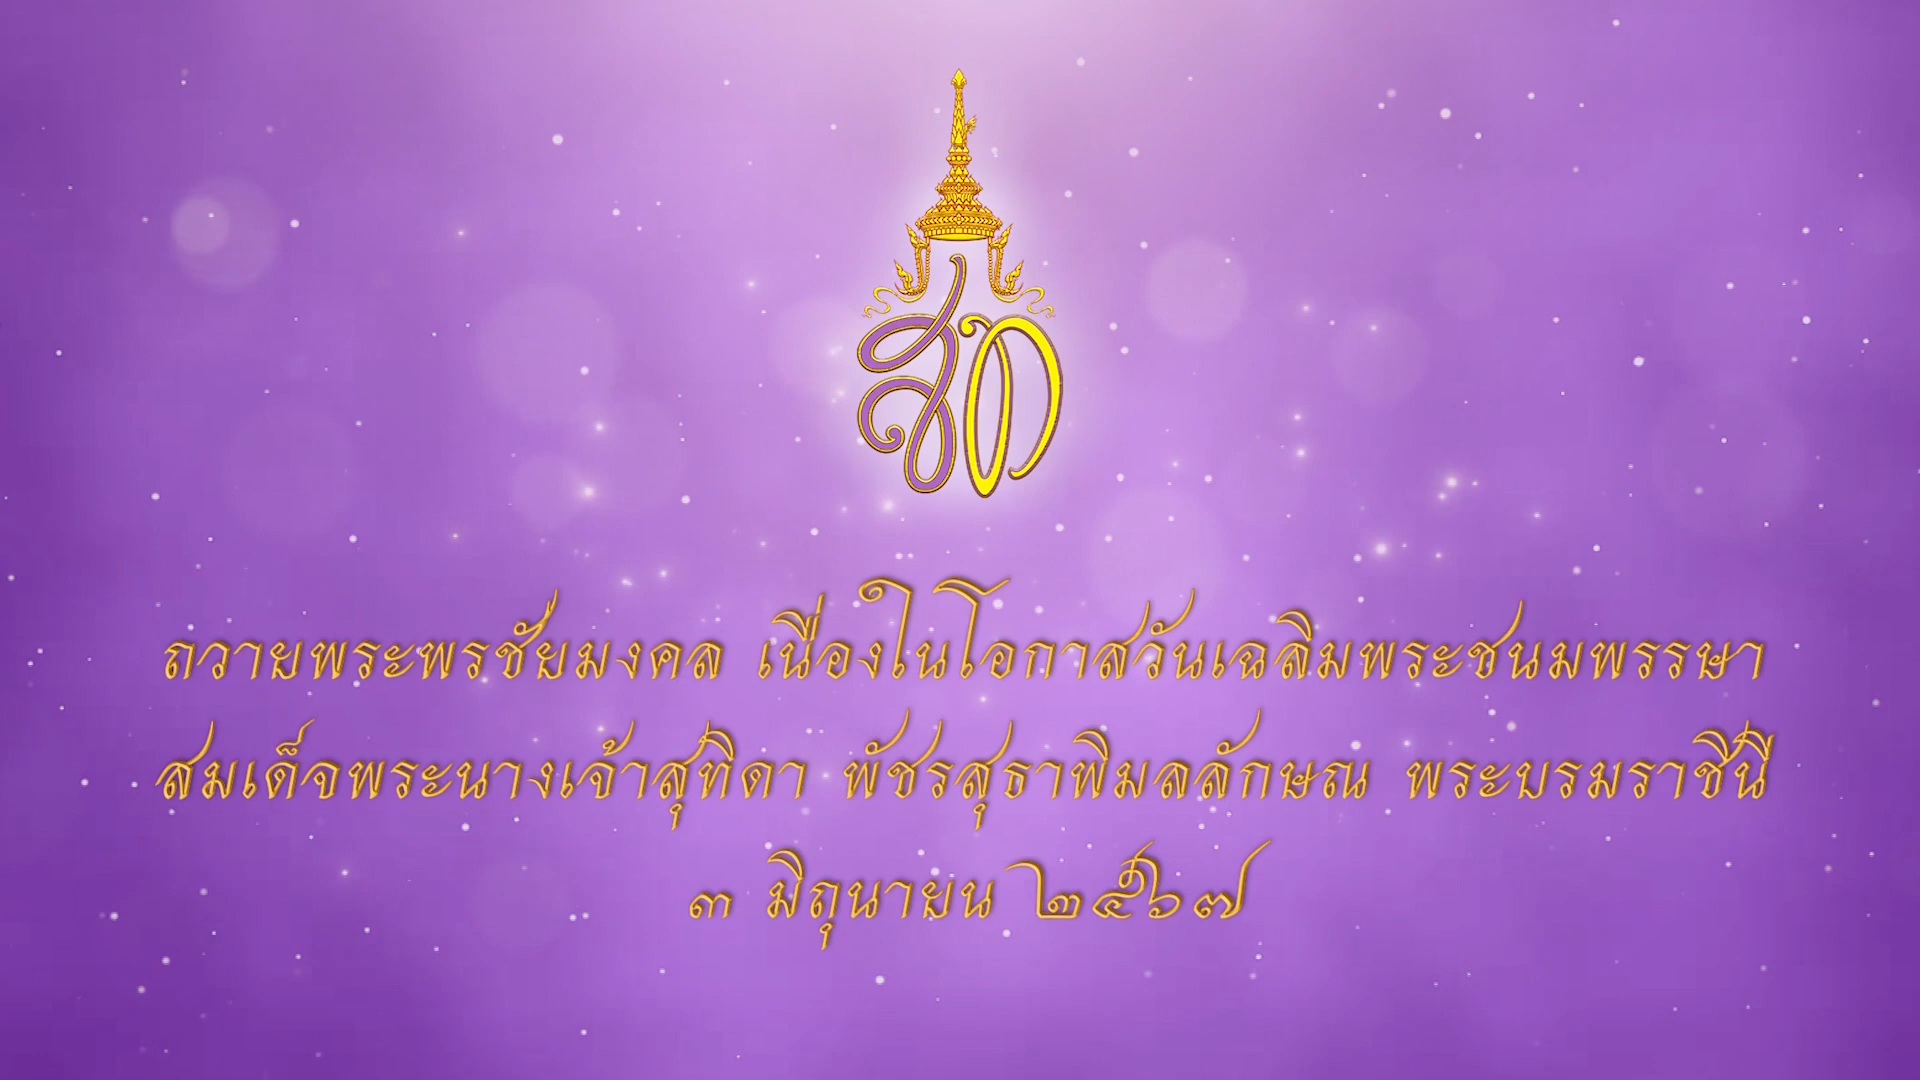 สท
ถวายพระพรชัยมงคล เนื่องในโอกาสวันเฉลิมพระชนมพรรษา
สมเด็จพระนางเจ้าสุทิดา พัชรสุธาพิมลลักษณ พระบรมราชินี
๓ มิถุนายน ๒๕๖๗